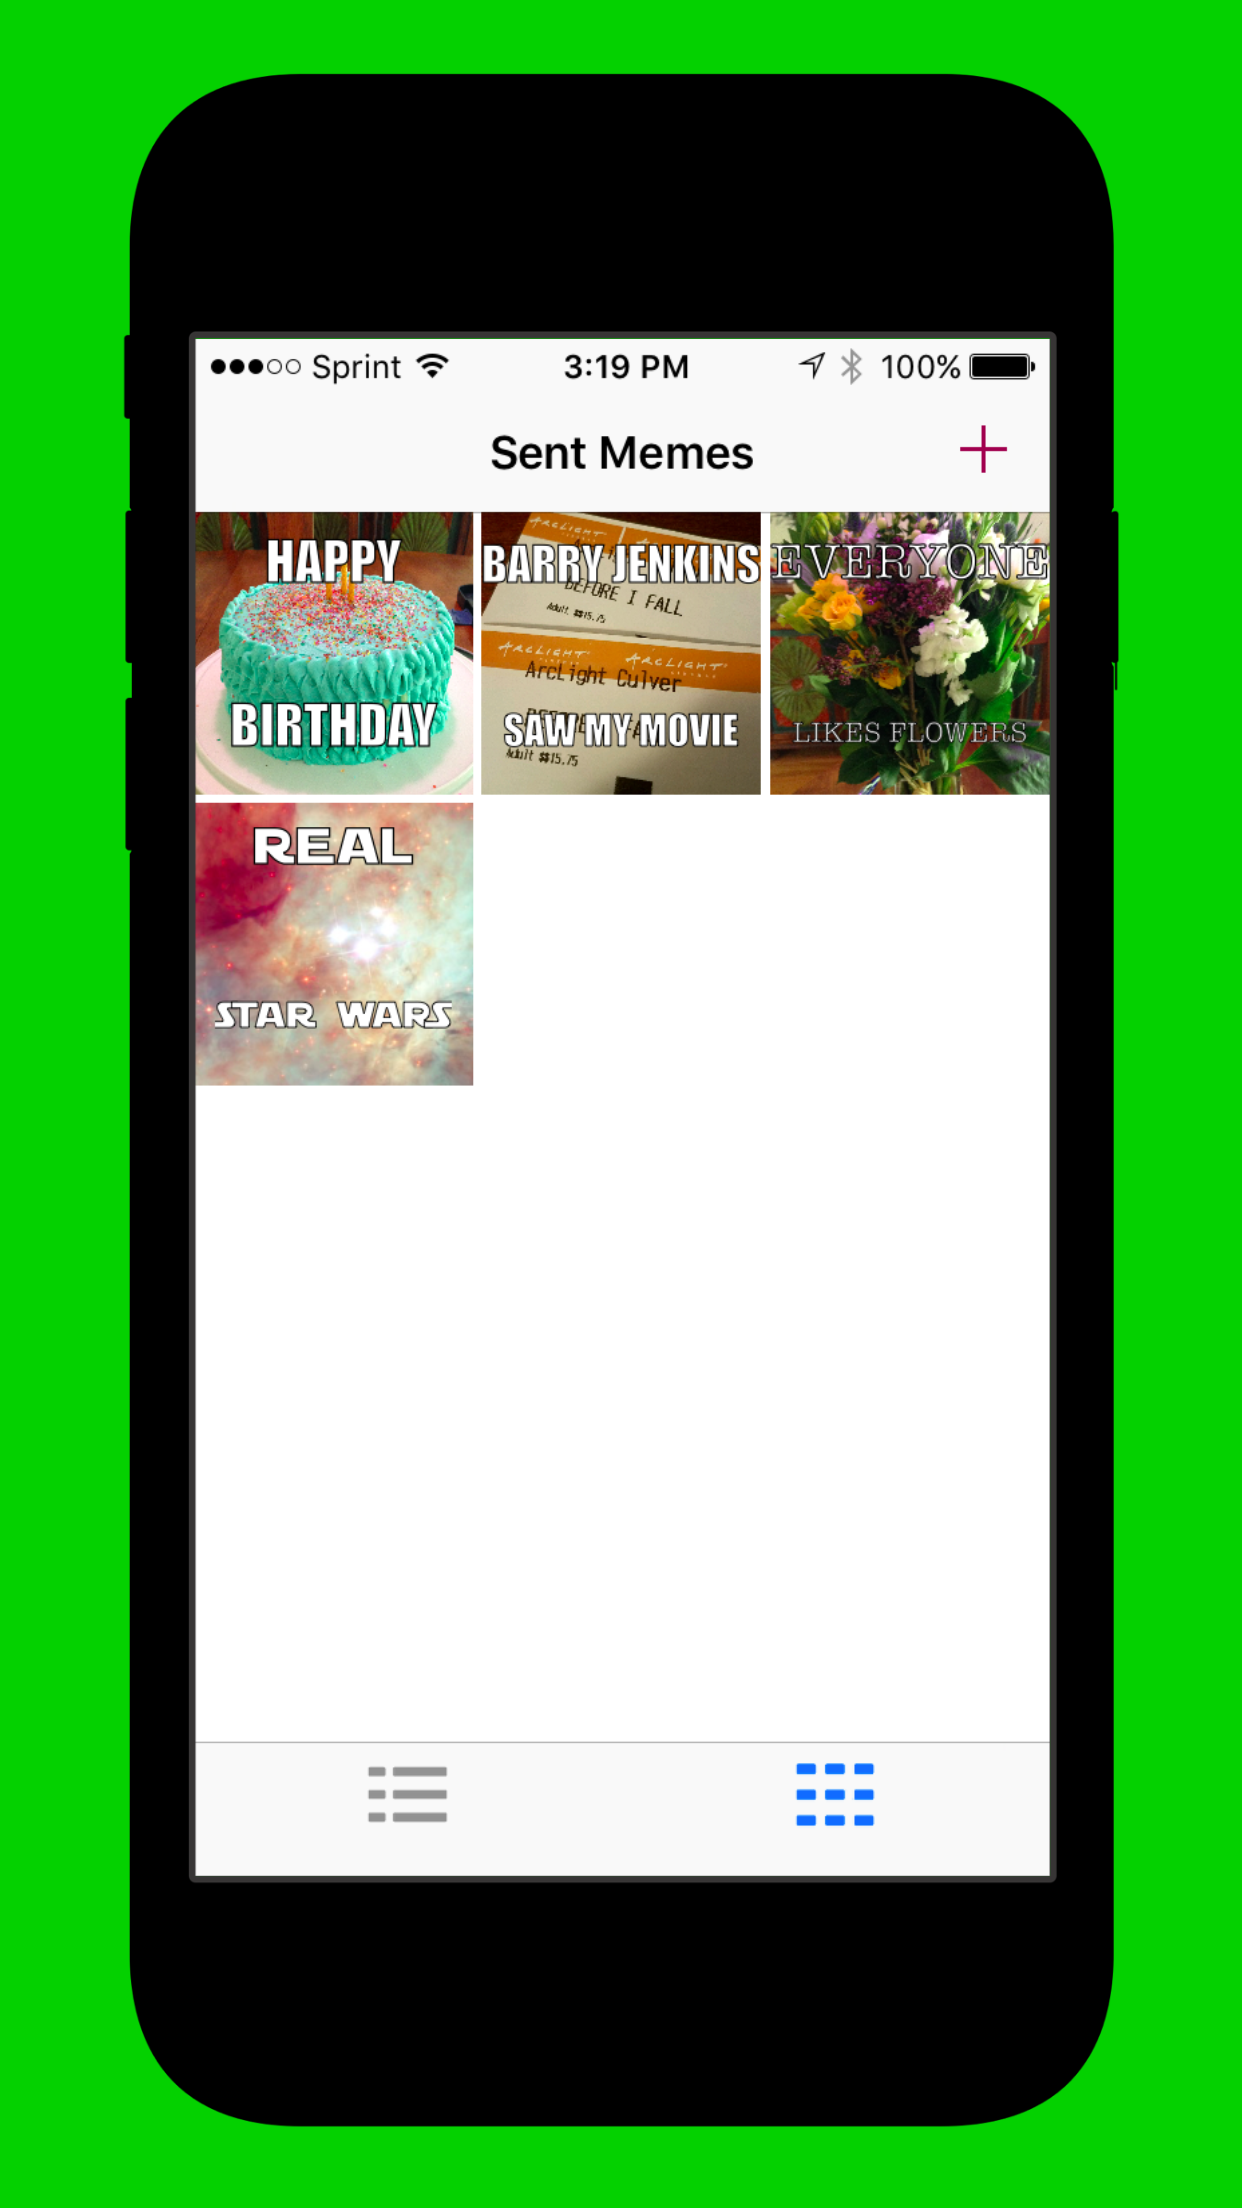 Sprint 3:19 PM 100%
Sent Memes
HAPPY
BIRTHDAY
ARCLIGHT
BARRY JENKINS
BEFORE I FALL
Adult $15.75
ARCLIGHT ARCLIGHT
ArcLight Culver
SAW MY MOVIE
Adult $15.75
EVERYONE
LIKES FLOWERS
REAL
STAR WARS